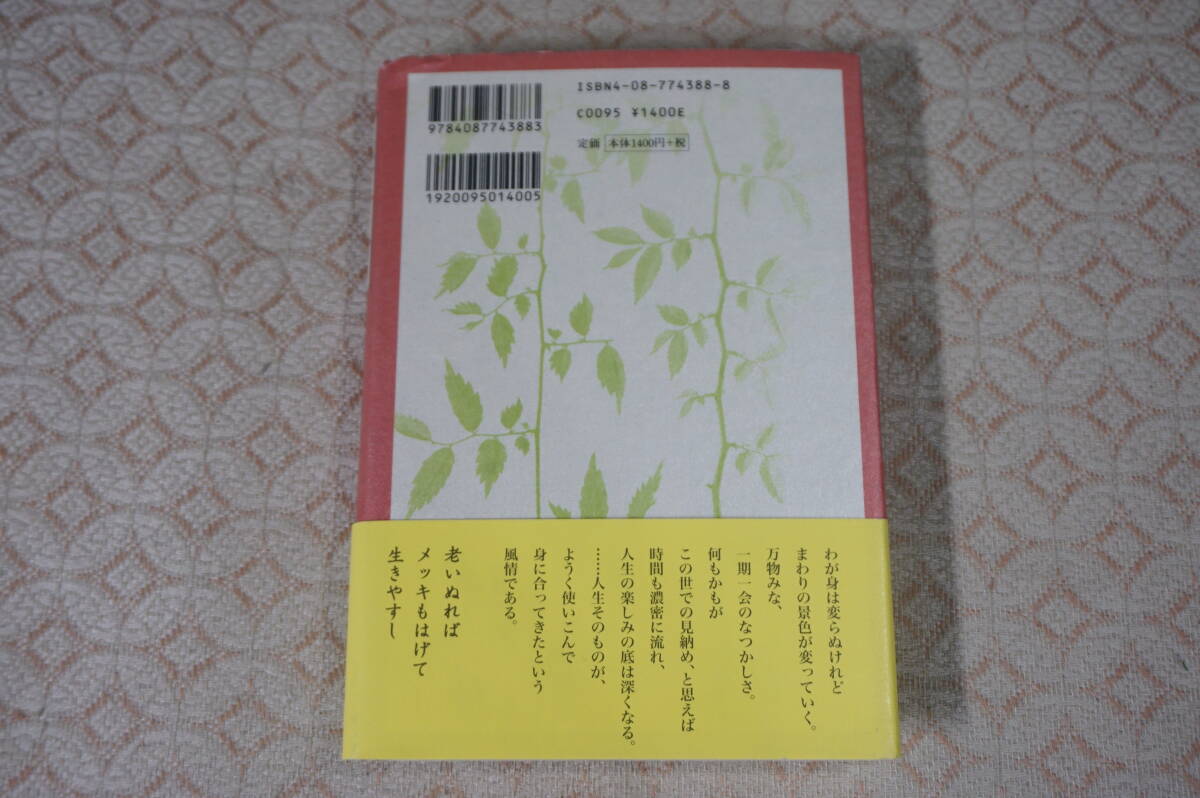 ISBN4-08-774388-8
C0095 ¥1400E
定価 本体1400円+税
9784087743883
1920095014005
わが身は変らぬけれど
まわりの景色が変っていく。
万物みな、
一期一会のなつかしさ。
何もかもが
この世での見納め、と思えば
時間も濃密に流れ、
人生の楽しみの底は深くなる。
……人生そのものが、
ようく使いこんで
身に合ってきたという
風情である。
老いぬれば
メッキもはげて
生きやすし